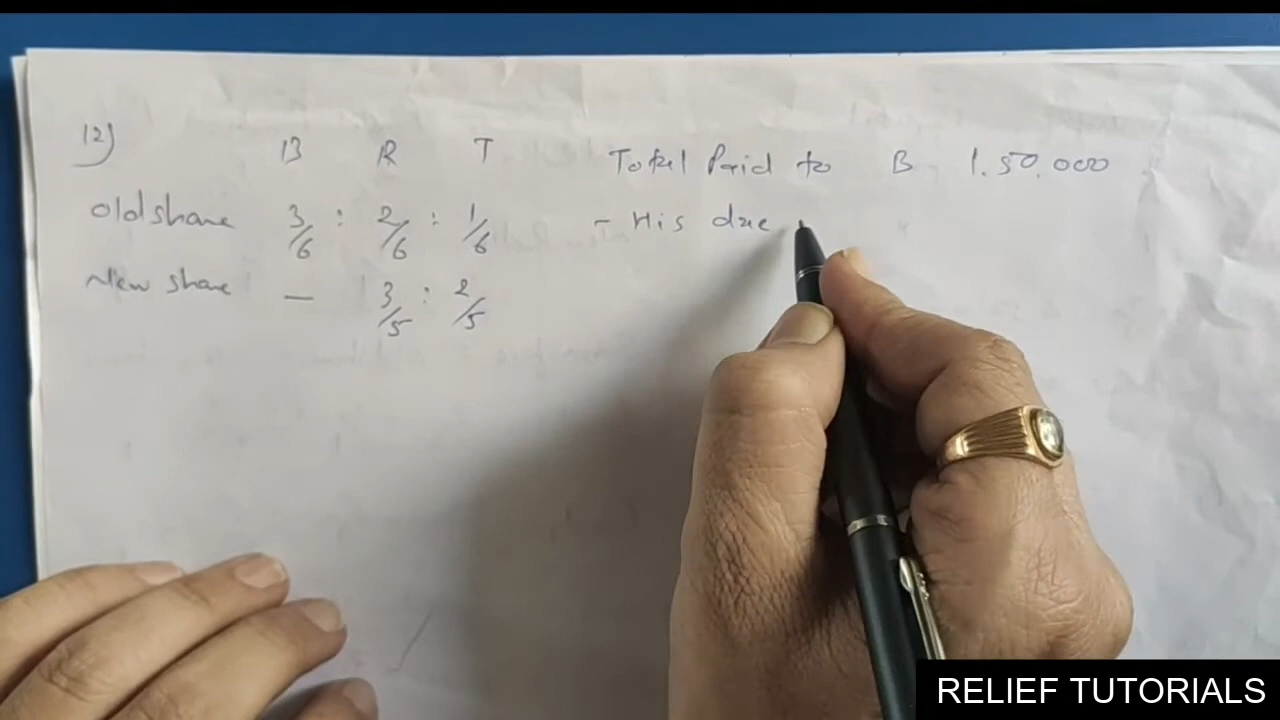 12)
B R T
old share 3/6 : 2/6 : 1/6
New share — 3/5 : 2/5
Total Paid to B 1.50.000
- His due
RELIEF TUTORIALS